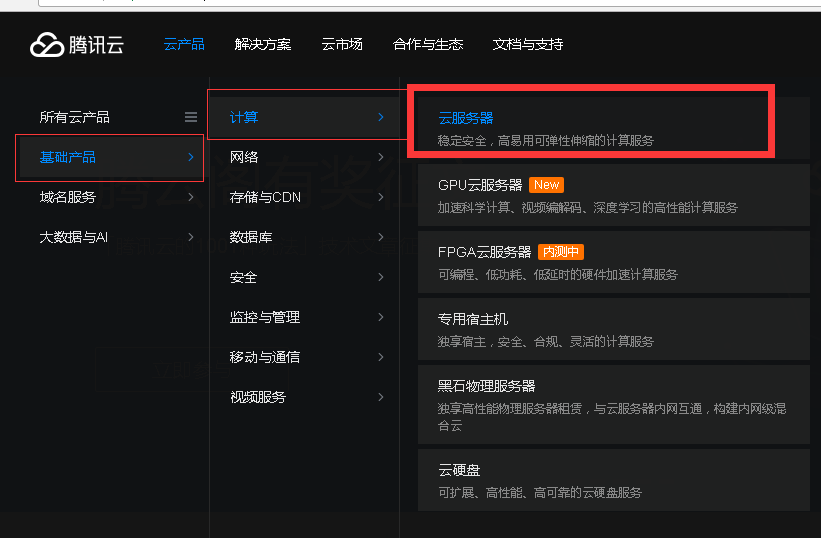 腾讯云
云产品
解决方案
云市场
合作与生态
文档与支持
所有云产品
基础产品
域名服务
大数据与AI
计算
网络
存储与CDN
数据库
安全
监控与管理
移动与通信
视频服务
云服务器
稳定安全，高易用可弹性伸缩的计算服务
GPU云服务器 New
加速科学计算、视频编解码、深度学习的高性能计算服务
FPGA云服务器 内测中
可编程、低功耗、低延时的硬件加速计算服务
专用宿主机
独享宿主，安全、合规、灵活的计算服务
黑石物理服务器
独享高性能物理服务器租赁，与云服务器内网互通，构建内网级混
合云
云硬盘
可扩展、高性能、高可靠的云硬盘服务